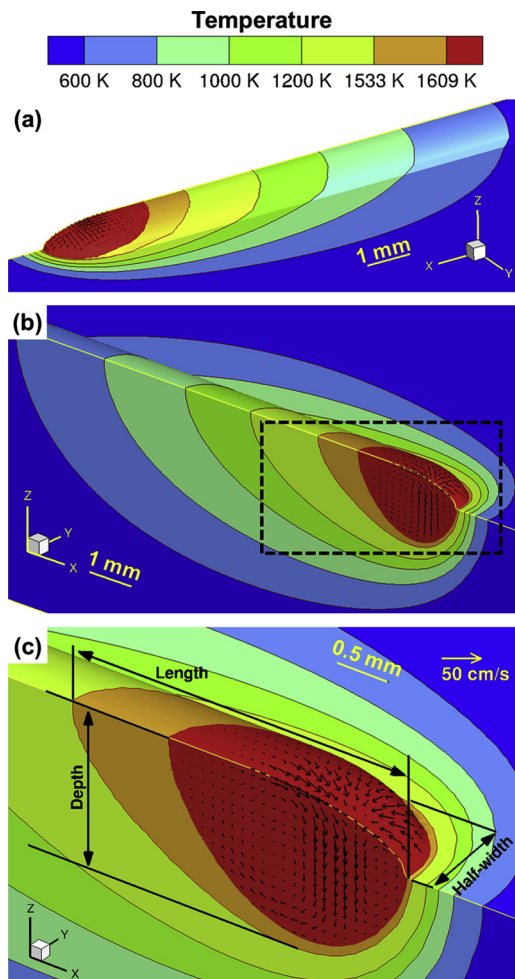 Temperature
600 K 800 K 1000 K 1200 K 1533 K 1609 K
(a)
1 mm
Z
X
Y
(b)
Z
Y
X
1 mm
(c)
0.5 mm
50 cm/s
Length
Depth
Half-width
Z
Y
X